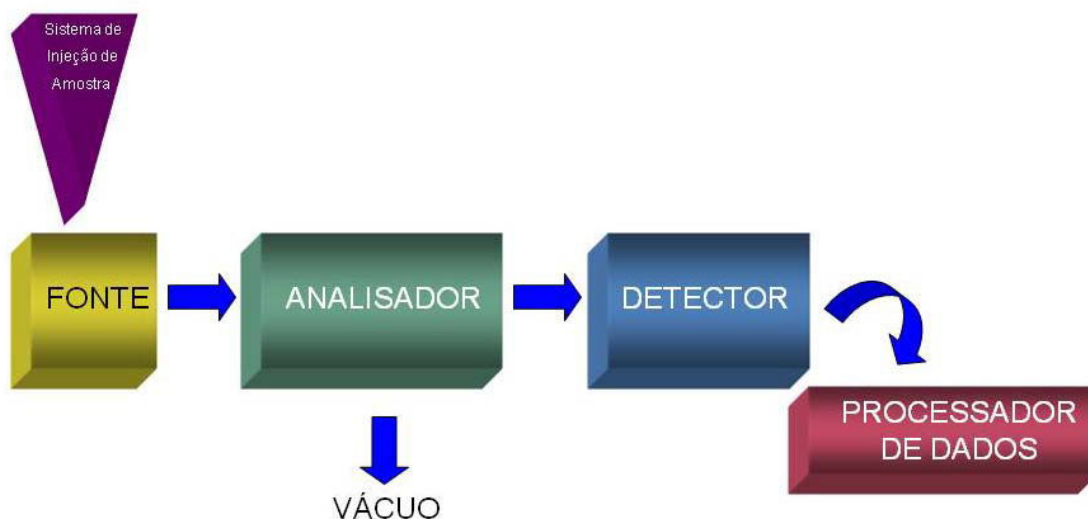 Sistema de
Injeção de
Amostra
FONTE
ANALISADOR
DETECTOR
PROCESSADOR
DE DADOS
VÁCUO